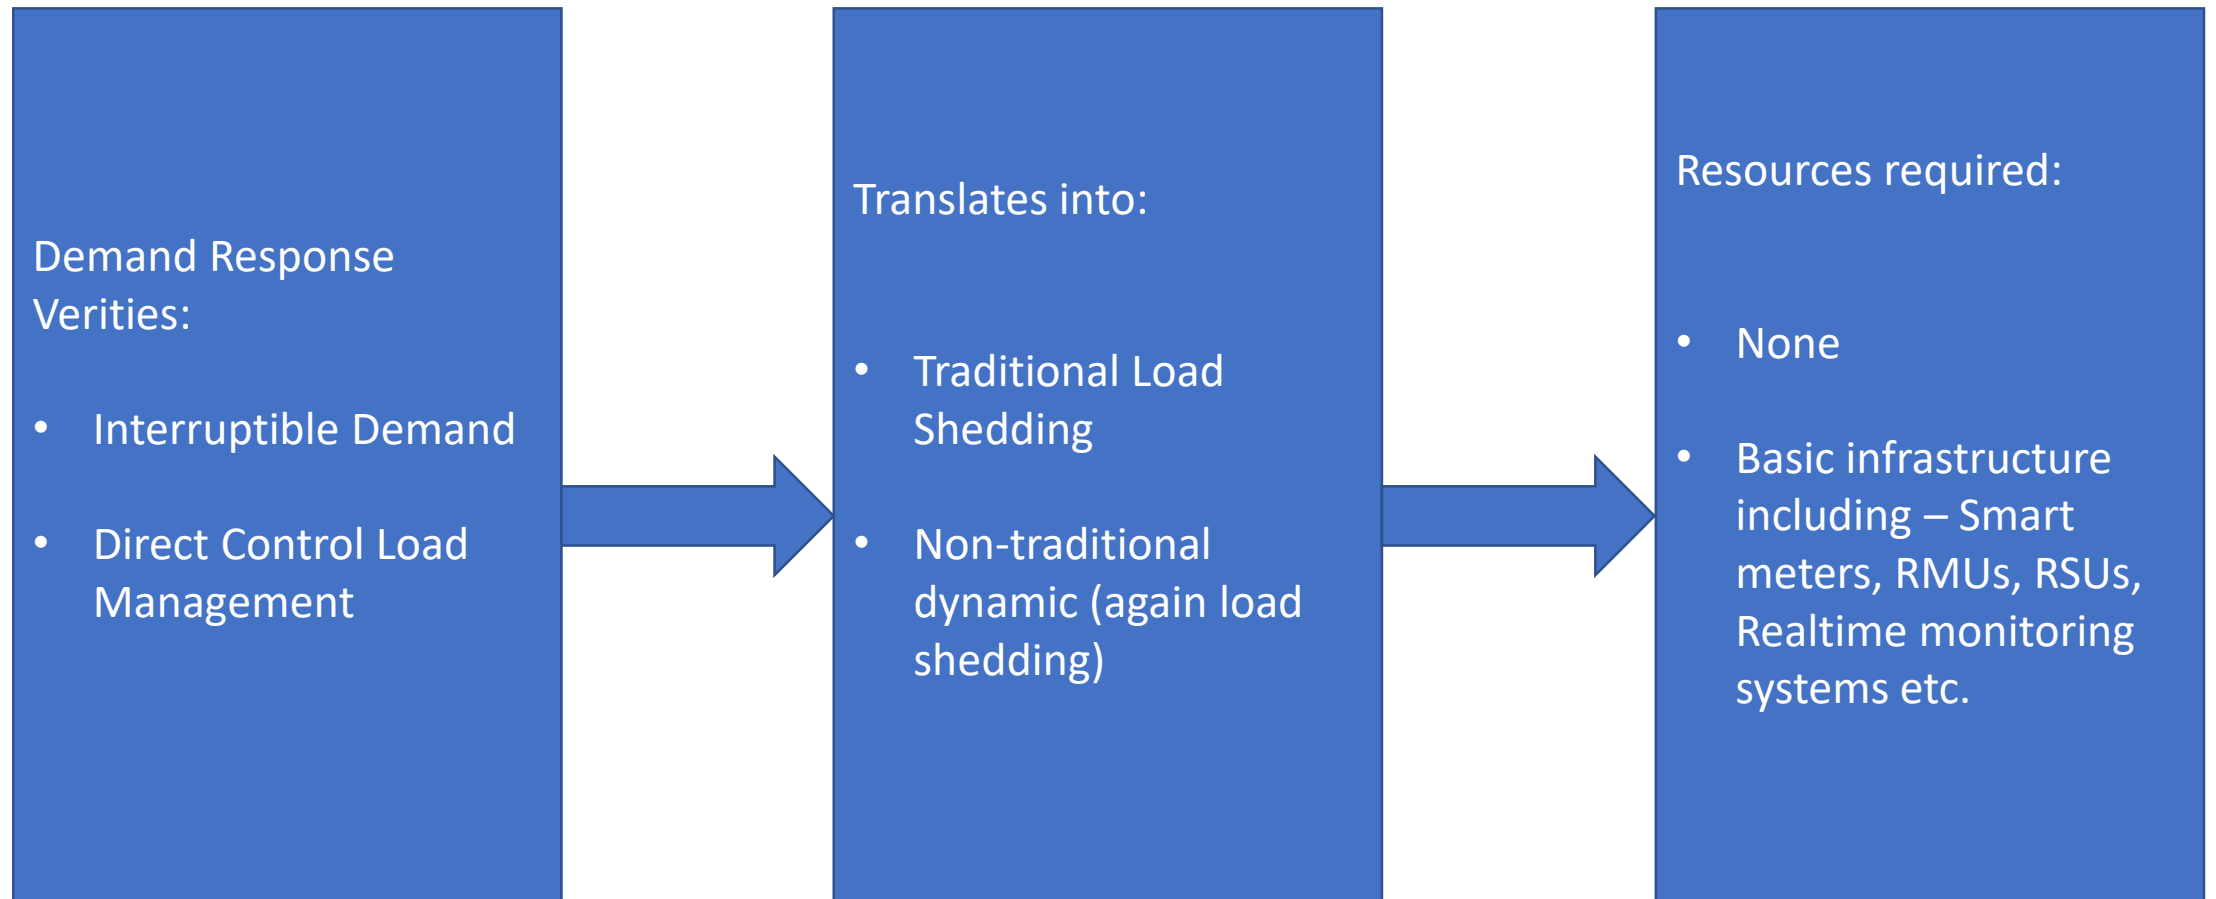 Demand Response
Verities:
• Interruptible Demand
• Direct Control Load
Management
Translates into:
• Traditional Load
Shedding
• Non-traditional
dynamic (again load
shedding)
Resources required:
• None
• Basic infrastructure
including – Smart
meters, RMUs, RSUs,
Realtime monitoring
systems etc.